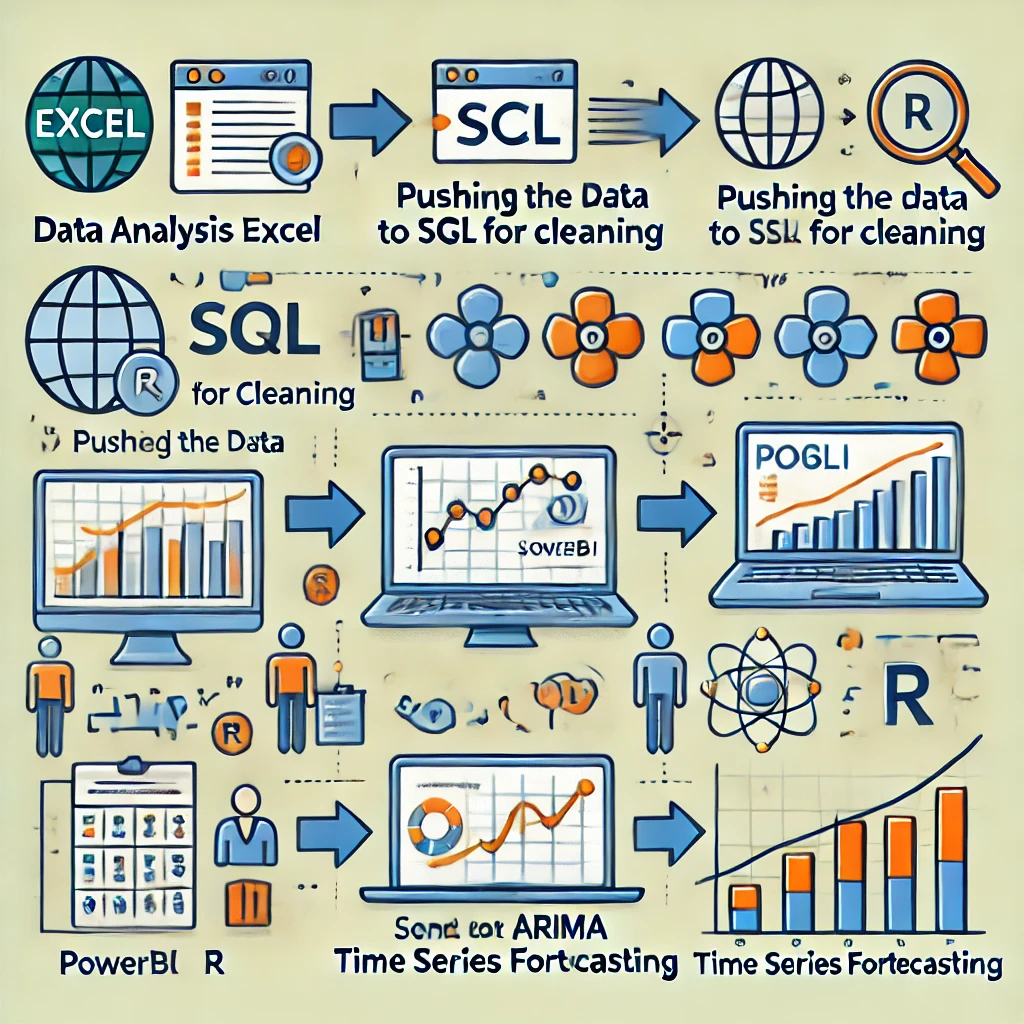 EXCEL
SCL
R
Data Analysis Excel
Pushing the Data
to SGL for cleaning
Pushing the data
to for cleaning
SQL
R
for Cleaning
Pushed the Data
POGLI
SOVEBI
R
R
PowerBI R
ARIMA
Time Series Fortcasting
Time Series Fortecasting